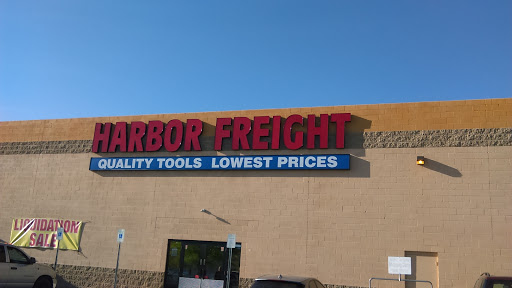 HARBOR FREIGHT
QUALITY TOOLS LOWEST PRICES
LIQUIDATION
SALE